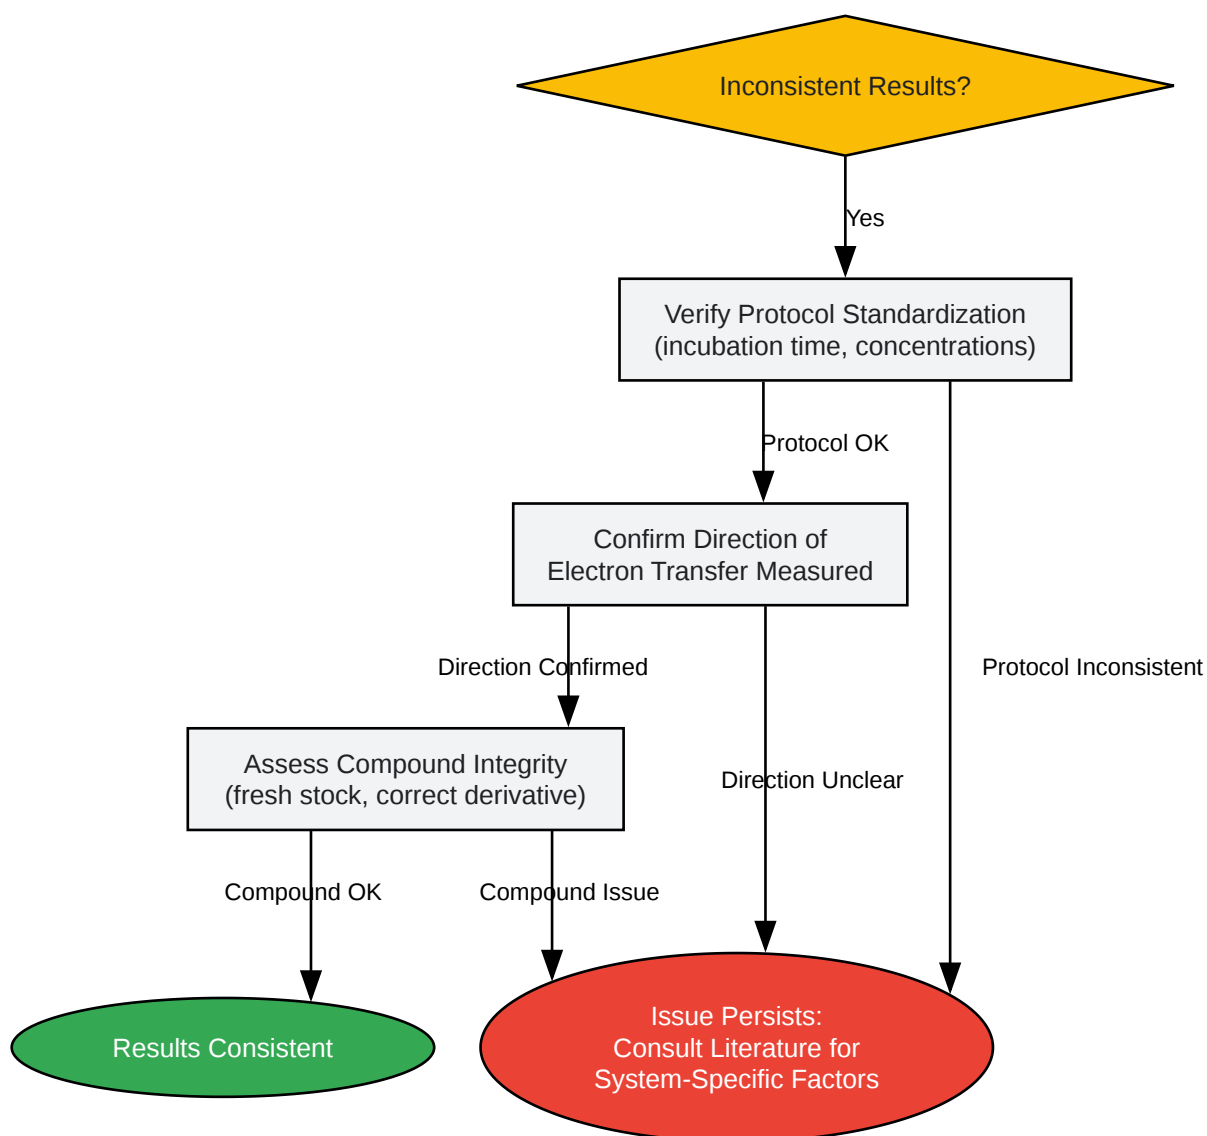 Inconsistent Results?
Yes
Verify Protocol Standardization
(incubation time, concentrations)
Protocol OK
Confirm Direction of
Electron Transfer Measured
Direction Confirmed
Protocol Inconsistent
Assess Compound Integrity
(fresh stock, correct derivative)
Direction Unclear
Compound OK
Compound Issue
Results Consistent
Issue Persists:
Consult Literature for
System-Specific Factors